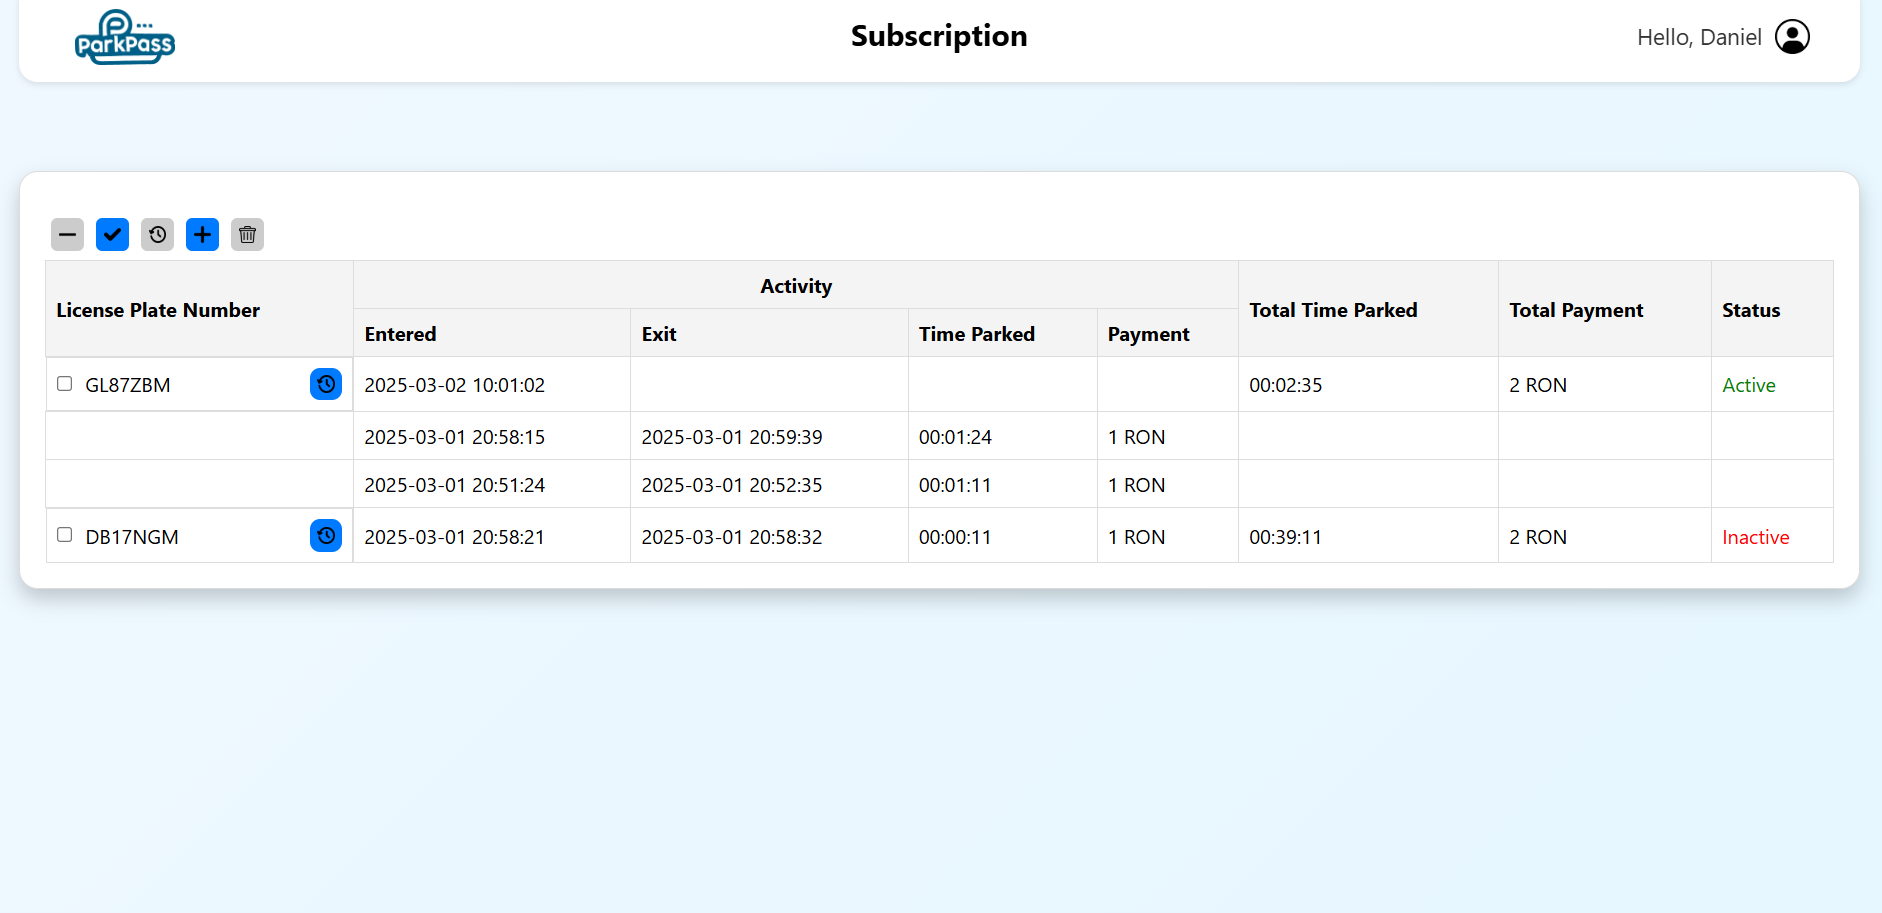 ParkPass
Subscription
Hello, Daniel
License Plate Number
Activity
Entered
Exit
Time Parked
Payment
Total Time Parked
Total Payment
Status
GL87ZBM 2025-03-02 10:01:02 00:02:35 2 RON Active
2025-03-01 20:58:15 2025-03-01 20:59:39 00:01:24 1 RON
2025-03-01 20:51:24 2025-03-01 20:52:35 00:01:11 1 RON
DB17NGM 2025-03-01 20:58:21 2025-03-01 20:58:32 00:00:11 1 RON 00:39:11 2 RON Inactive